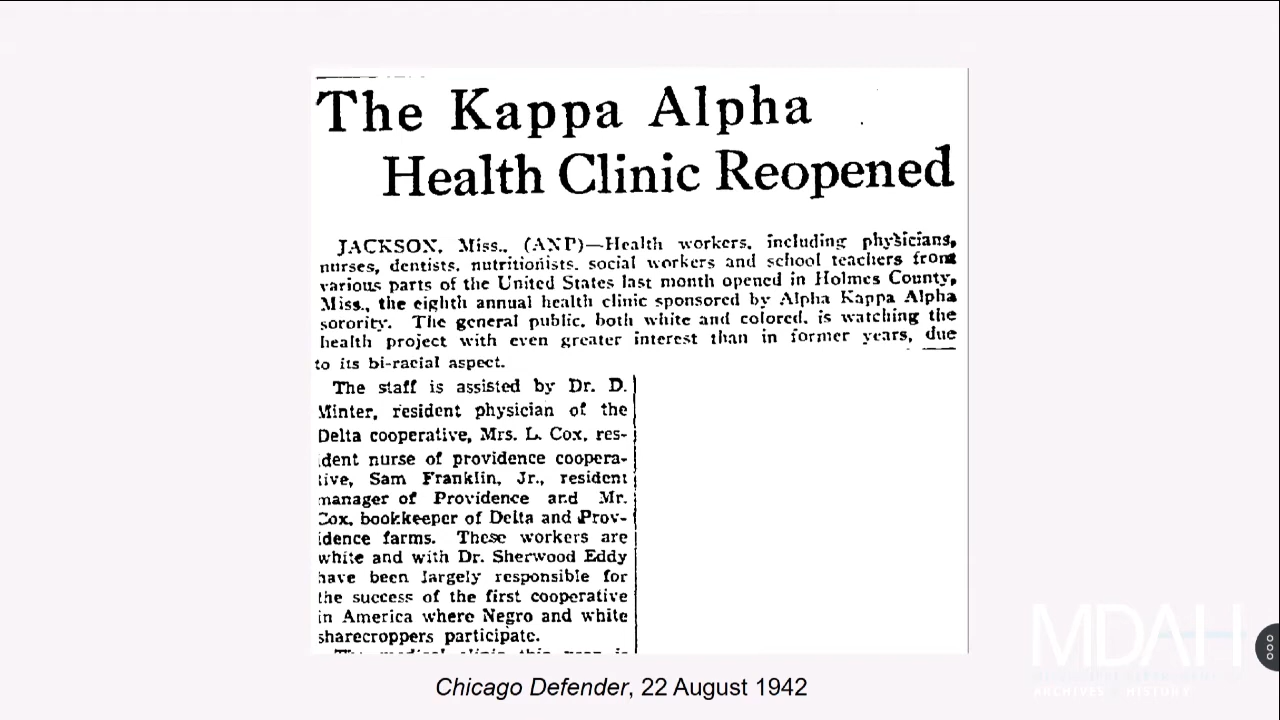 The Kappa Alpha
Health Clinic Reopened
JACKSON, Miss., (ANP)—Health workers, including physicians,
nurses, dentists, nutritionists, social workers and school teachers from
various parts of the United States last month opened in Holmes County,
Miss., the eighth annual health clinic sponsored by Alpha Kappa Alpha
sorority. The general public, both white and colored, is watching the
health project with even greater interest than in former years, due
to its bi-racial aspect.
The staff is assisted by Dr. D.
Minter, resident physician of the
Delta cooperative, Mrs. L. Cox, res-
ident nurse of providence coopera-
tive, Sam Franklin, Jr., resident
manager of Providence and Mr.
Cox, bookkeeper of Delta and Prov-
idence farms. These workers are
white and with Dr. Sherwood Eddy
have been largely responsible for
the success of the first cooperative
in America where Negro and white
sharecroppers participate.
Chicago Defender, 22 August 1942
MDAH
ARCHIVES HISTORY